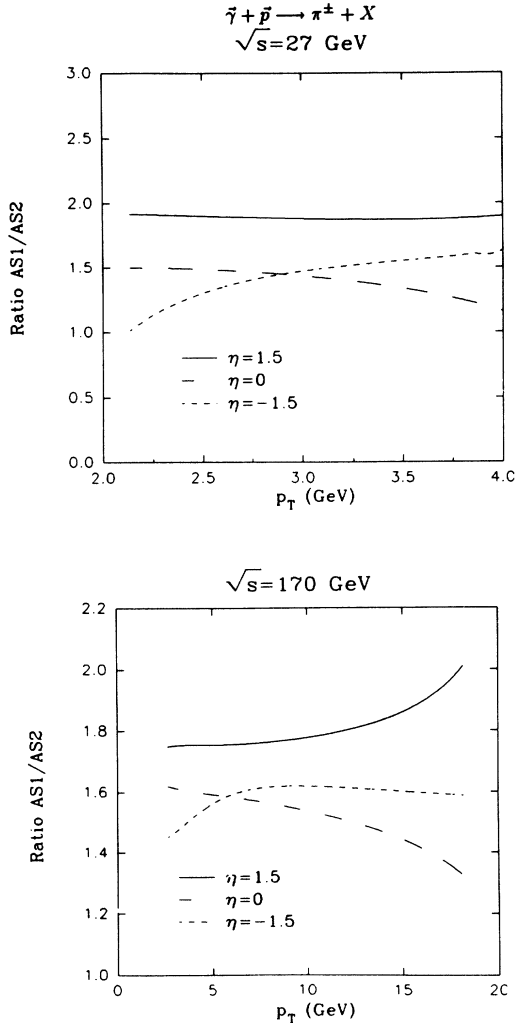 γ⃗ + p⃗ ⟶ π± + X
√s=27 GeV
3.0
2.5
2.0
1.5
1.0
0.5
0.0
Ratio AS1/AS2
η=1.5
η=0
η=−1.5
2.0 2.5 3.0 3.5 4.0
p_T (GeV)
√s=170 GeV
2.2
2.0
1.8
1.6
1.4
1.2
1.0
Ratio AS1/AS2
η=1.5
η=0
η=−1.5
0 5 10 15 20
p_T (GeV)